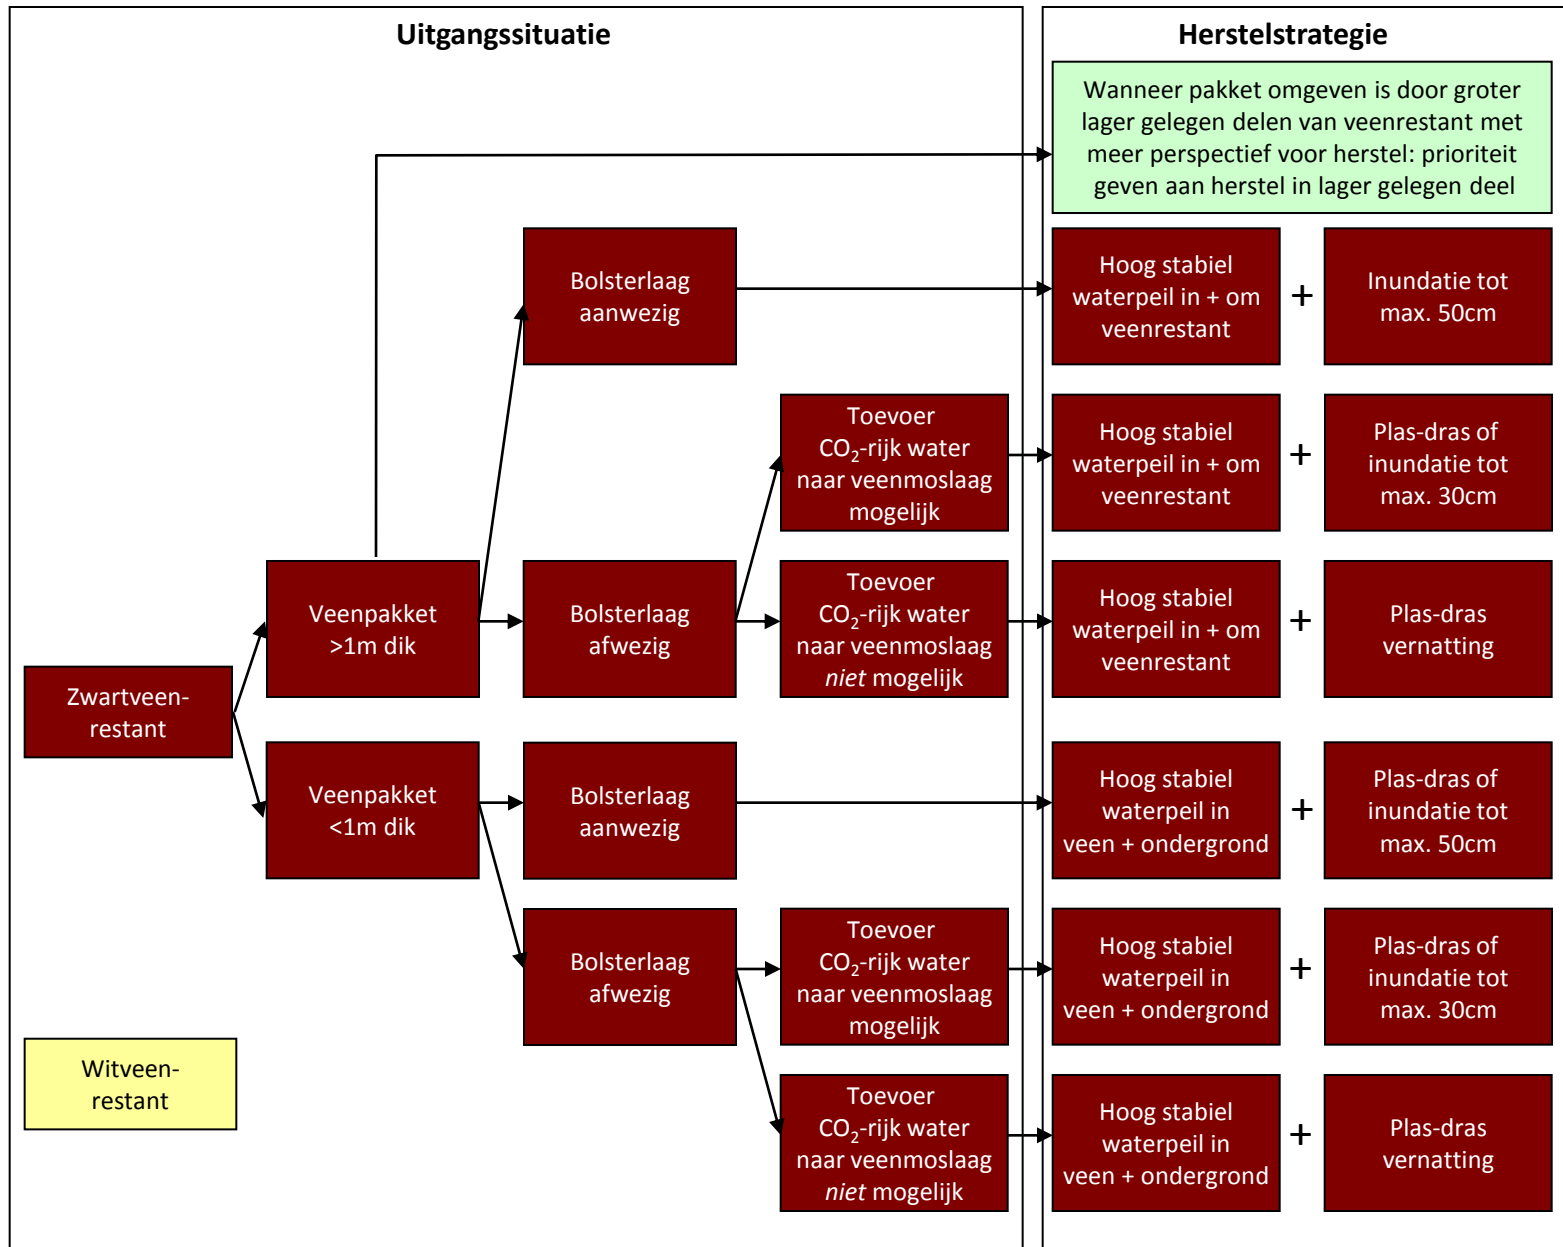 Uitgangssituatie
Herstelstrategie
Wanneer pakket omgeven is door groter
lager gelegen delen van veenrestant met
meer perspectief voor herstel: prioriteit
geven aan herstel in lager gelegen deel
Bolsterlaag
aanwezig
Hoog stabiel
waterpeil in + om
veenrestant
+
Inundatie tot
max. 50cm
Toevoer
CO₂-rijk water
naar veenmoslaag
mogelijk
Hoog stabiel
waterpeil in + om
veenrestant
+
Plas-dras of
inundatie tot
max. 30cm
Veenpakket
>1m dik
Bolsterlaag
afwezig
Toevoer
CO₂-rijk water
naar veenmoslaag
niet mogelijk
Hoog stabiel
waterpeil in + om
veenrestant
+
Plas-dras
vernatting
Zwartveen-
restant
Veenpakket
<1m dik
Bolsterlaag
aanwezig
Hoog stabiel
waterpeil in
veen + ondergrond
+
Plas-dras of
inundatie tot
max. 50cm
Bolsterlaag
afwezig
Toevoer
CO₂-rijk water
naar veenmoslaag
mogelijk
Hoog stabiel
waterpeil in
veen + ondergrond
+
Plas-dras of
inundatie tot
max. 30cm
Witveen-
restant
Toevoer
CO₂-rijk water
naar veenmoslaag
niet mogelijk
Hoog stabiel
waterpeil in
veen + ondergrond
+
Plas-dras
vernatting